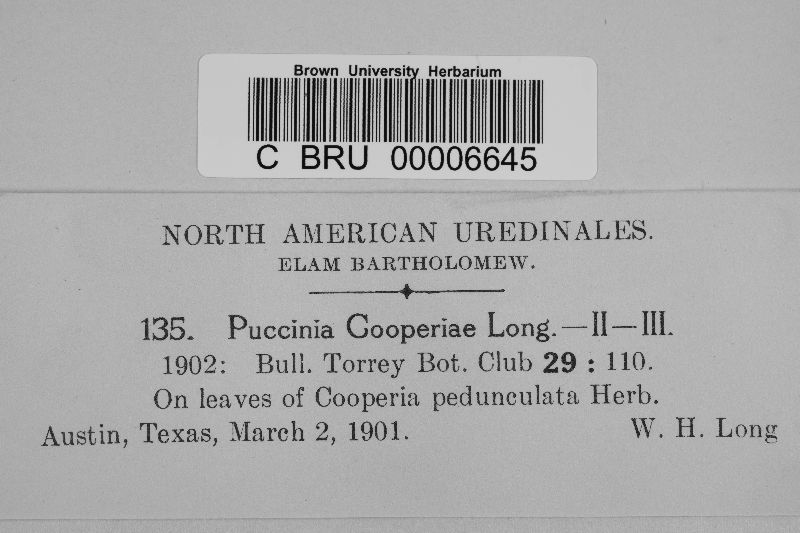 Brown University Herbarium
C BRU 00006645
NORTH AMERICAN UREDINALES.
ELAM BARTHOLOMEW.
135. Puccinia Cooperiae Long.—II—III.
1902: Bull. Torrey Bot. Club 29 : 110.
On leaves of Cooperia pedunculata Herb.
Austin, Texas, March 2, 1901. W. H. Long